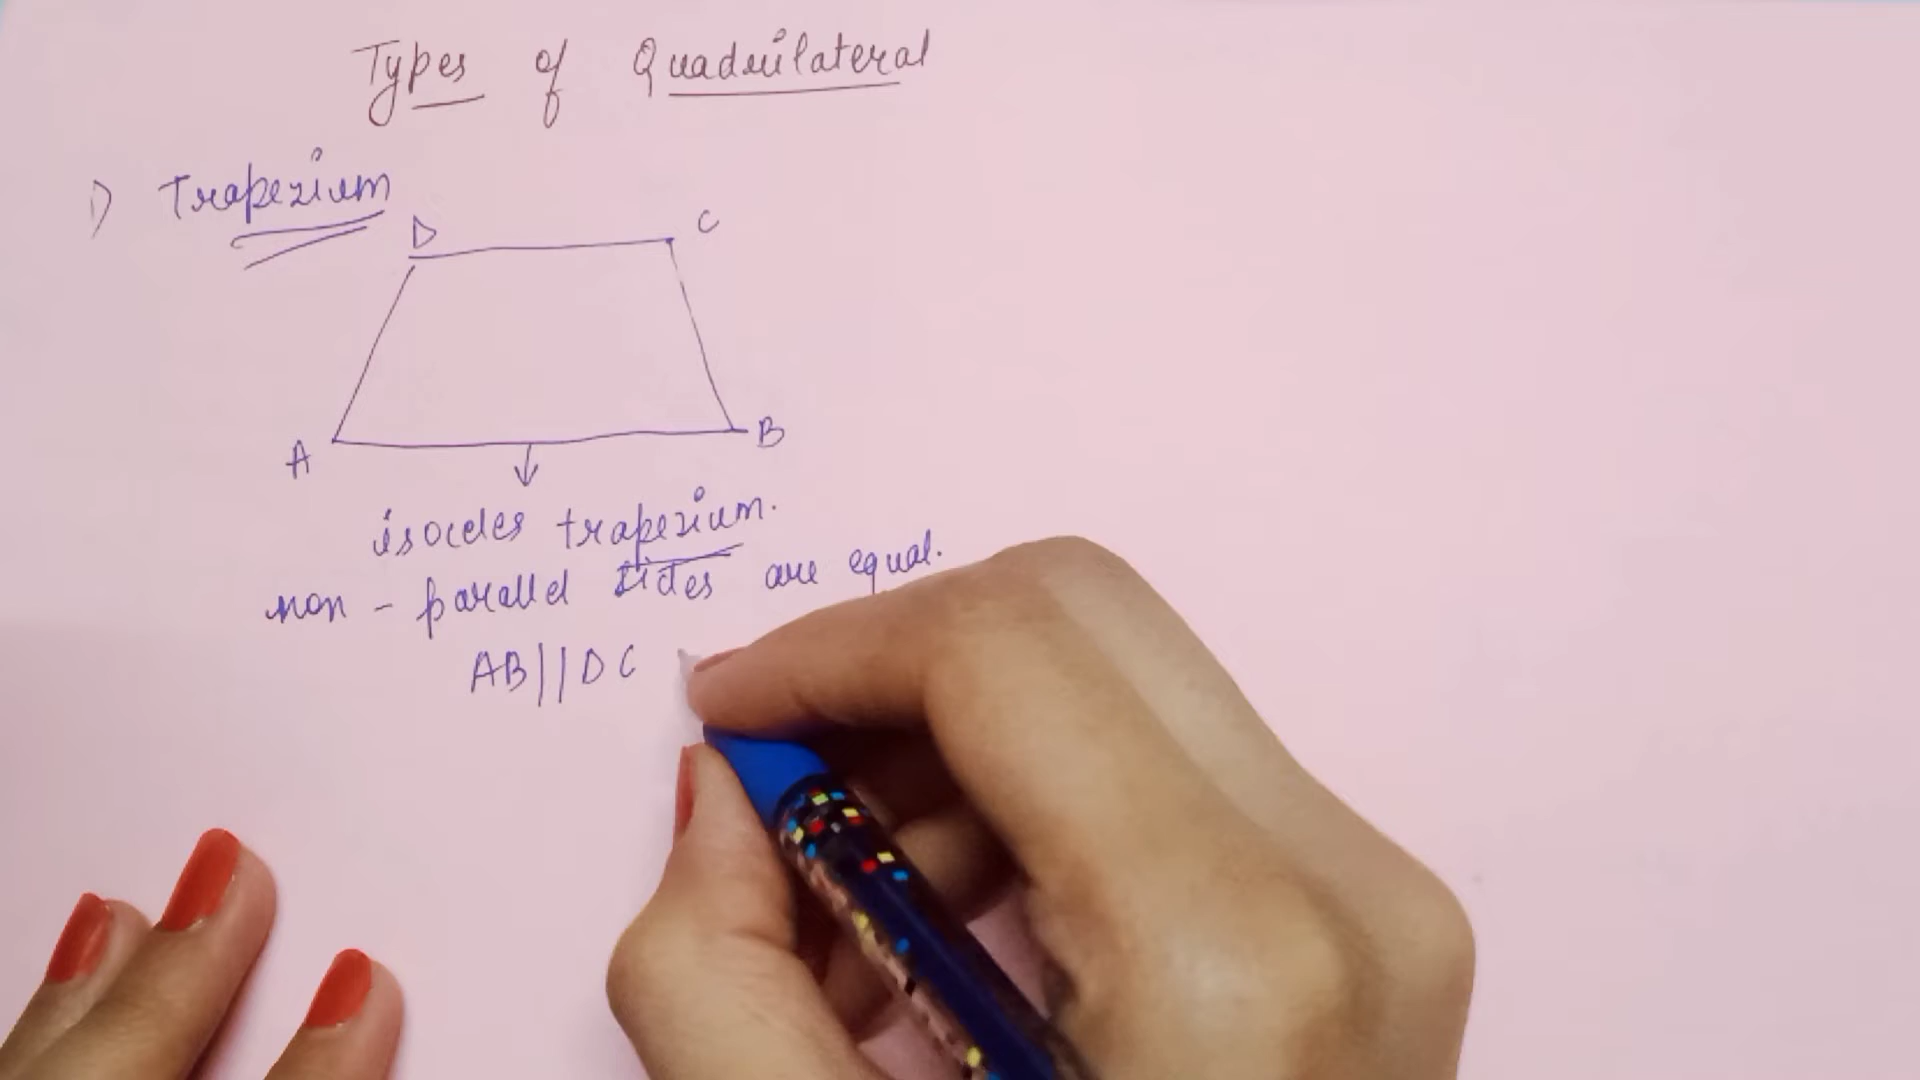 Types of Quadrilateral
1) Trapezium
D C
A B
isoceles trapezium.
non - parallel sides are equal.
AB||DC